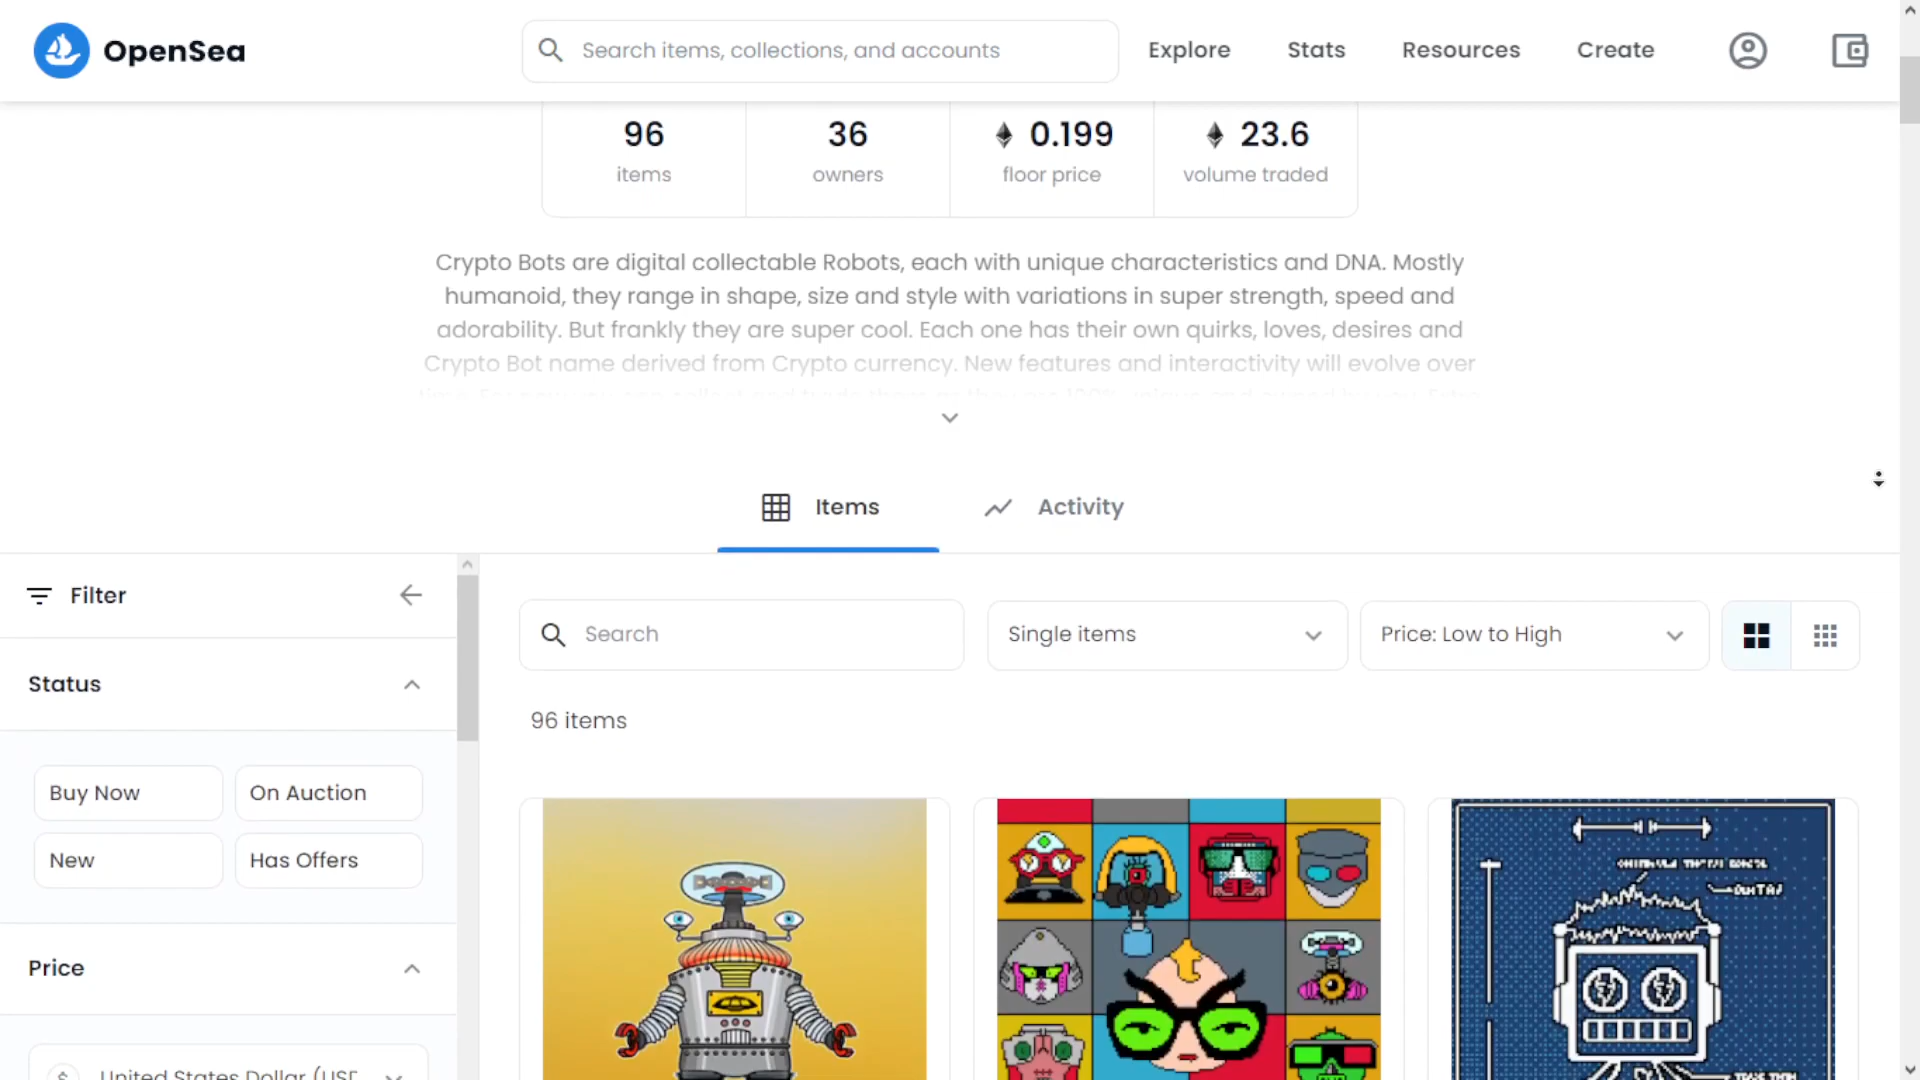 OpenSea
Search items, collections, and accounts
Explore
Stats
Resources
Create
96
items
36
owners
0.199
floor price
23.6
volume traded
Crypto Bots are digital collectable Robots, each with unique characteristics and DNA. Mostly
humanoid, they range in shape, size and style with variations in super strength, speed and
adorability. But frankly they are super cool. Each one has their own quirks, loves, desires and
Crypto Bot name derived from Crypto currency. New features and interactivity will evolve over
Items
Activity
Filter
Status
Buy Now
On Auction
New
Has Offers
Price
United States Dollar (USD
Search
Single items
Price: Low to High
96 items